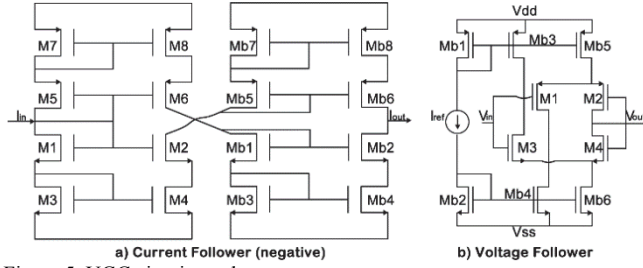 M7 M8 Mb7 Mb8
M5 M6 Mb5 Mb6
Iin Iout
M1 M2 Mb1 Mb2
M3 M4 Mb3 Mb4
a) Current Follower (negative)
Vdd
Mb1 Mb3 Mb5
M1 M2
Iref Vin Vou
M3 M4
Mb2 Mb4 Mb6
Vss
b) Voltage Follower